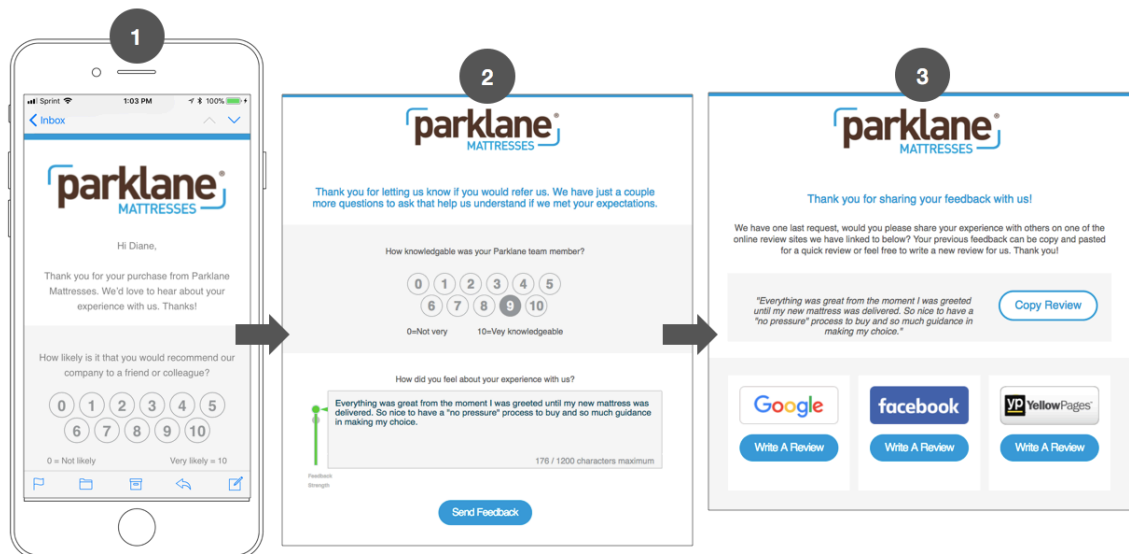 1
Sprint 1:03 PM 100%
Inbox
parklane®
MATTRESSES
Hi Diane,
Thank you for your purchase from Parklane
Mattresses. We'd love to hear about your
experience with us. Thanks!
How likely is it that you would recommend our
company to a friend or colleague?
0 1 2 3 4 5
6 7 8 9 10
0 = Not likely Very likely = 10
2
parklane®
MATTRESSES
Thank you for letting us know if you would refer us. We have just a couple
more questions to ask that help us understand if we met your expectations.
How knowledgable was your Parklane team member?
0 1 2 3 4 5
6 7 8 9 10
0=Not very 10=Vey knowledgeable
How did you feel about your experience with us?
Everything was great from the moment I was greeted until my new mattress was
delivered. So nice to have a "no pressure" process to buy and so much guidance
in making my choice.
176 / 1200 characters maximum
Feedback
Strength
Send Feedback
3
parklane®
MATTRESSES
Thank you for sharing your feedback with us!
We have one last request, would you please share your experience with others on one of the
online review sites we have linked to below? Your previous feedback can be copy and pasted
for a quick review or feel free to write a new review for us. Thank you!
"Everything was great from the moment I was greeted
until my new mattress was delivered. So nice to have a
"no pressure" process to buy and so much guidance in
making my choice."
Copy Review
Google facebook yp YellowPages
Write A Review Write A Review Write A Review